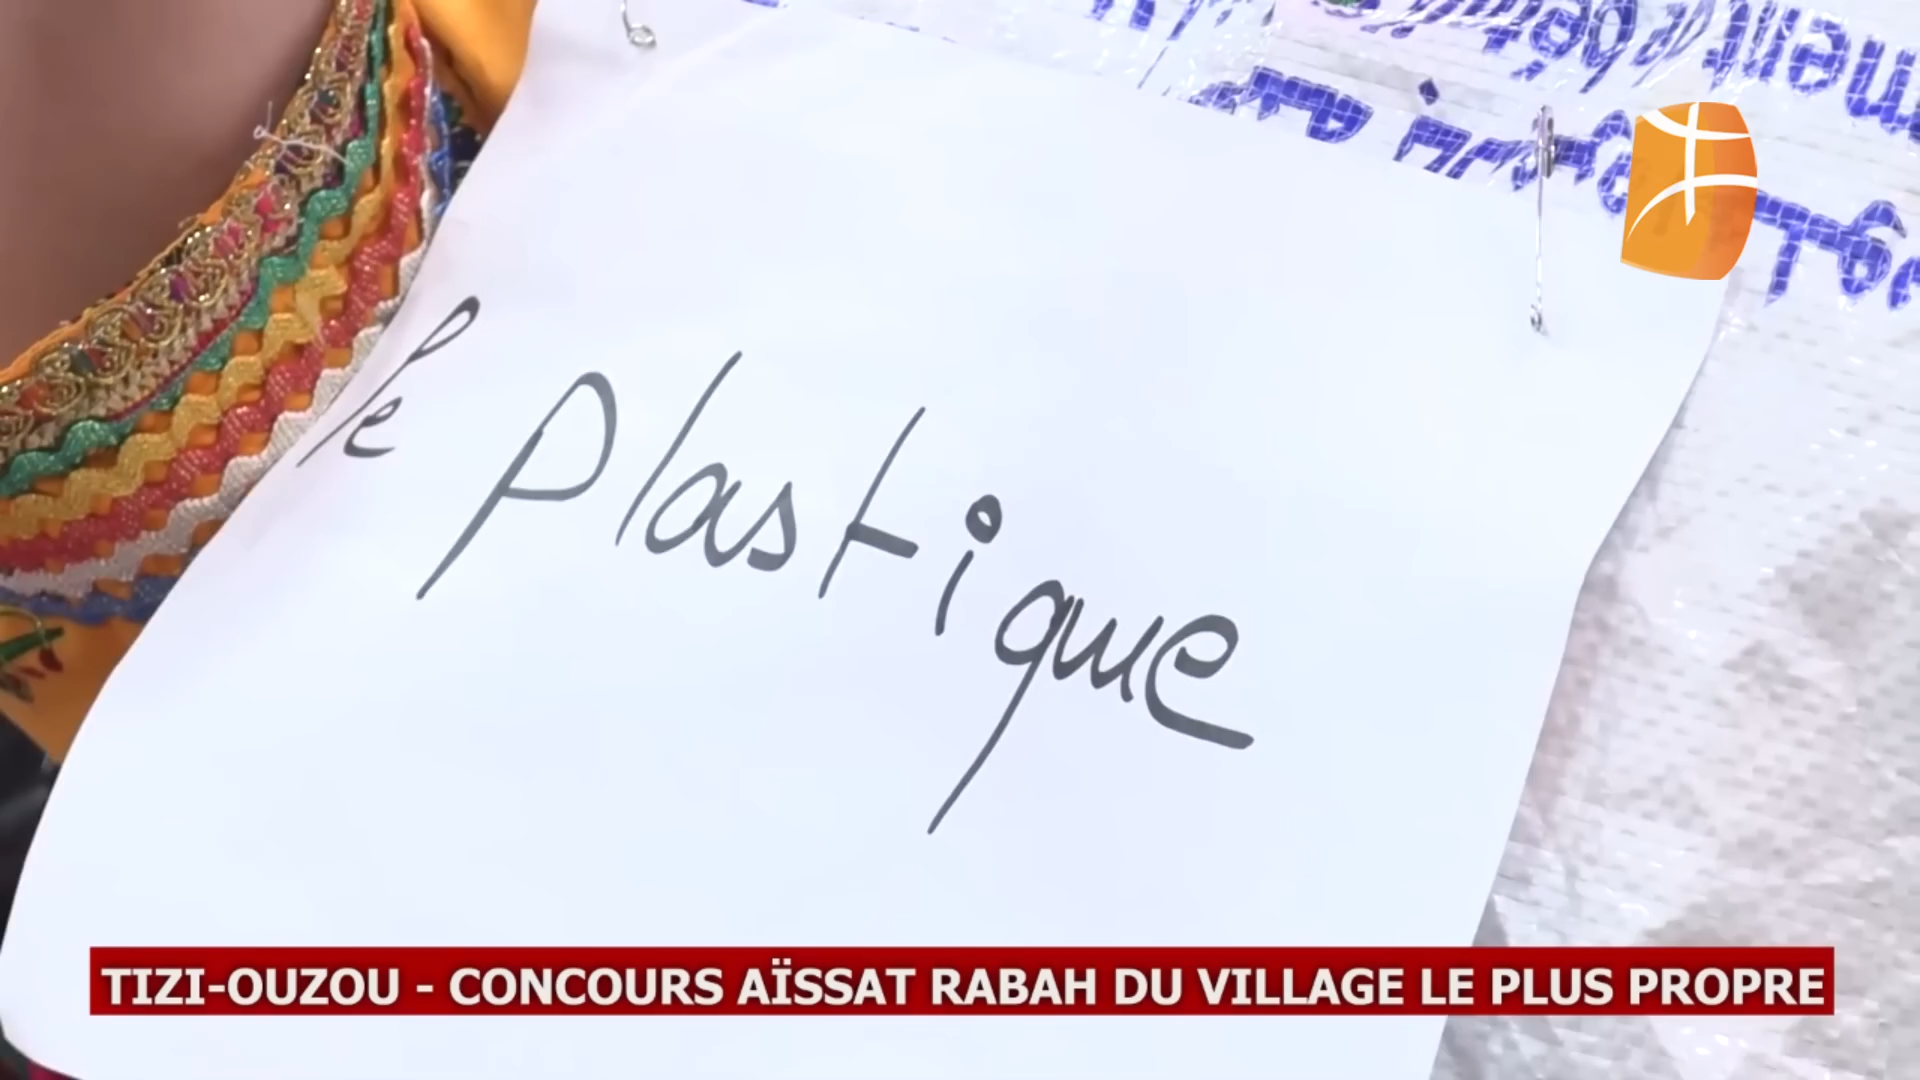 le plastique
TIZI-OUZOU - CONCOURS AÏSSAT RABAH DU VILLAGE LE PLUS PROPRE